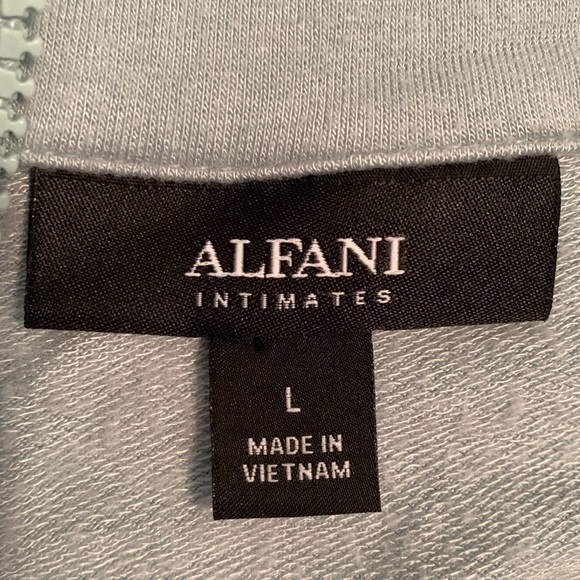 ALFANI
INTIMATES
L
MADE IN
VIETNAM